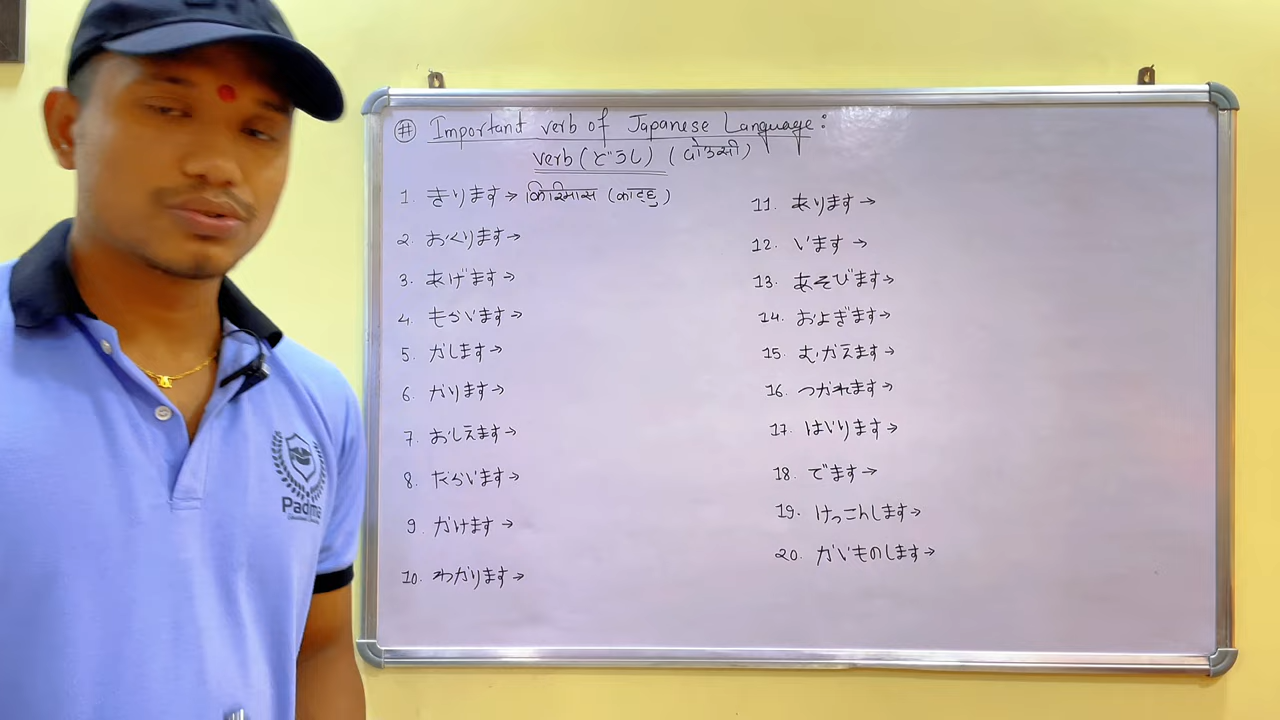 # Important verb of Japanese Language:
verb (どうし)
1. きります → किरिमास (काट्छु)
2. おくります →
3. あげます →
4. もらいます →
5. かします →
6. かります →
7. おしえます →
8. ならいます →
9. かけます →
10. わかります →
11. あります →
12. います →
13. あそびます →
14. およぎます →
15. むかえます →
16. つかれます →
17. はいります →
18. でます →
19. けっこんします →
20. かいものします →
Padma